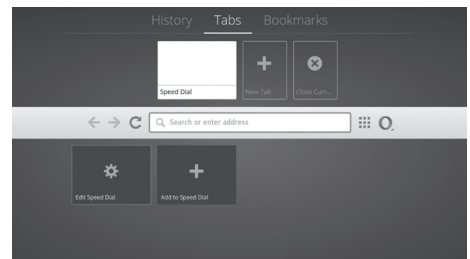 History Tabs Bookmarks
Speed Dial
New Tab
Close Curr...
Search or enter address
Edit Speed Dial
Add to Speed Dial